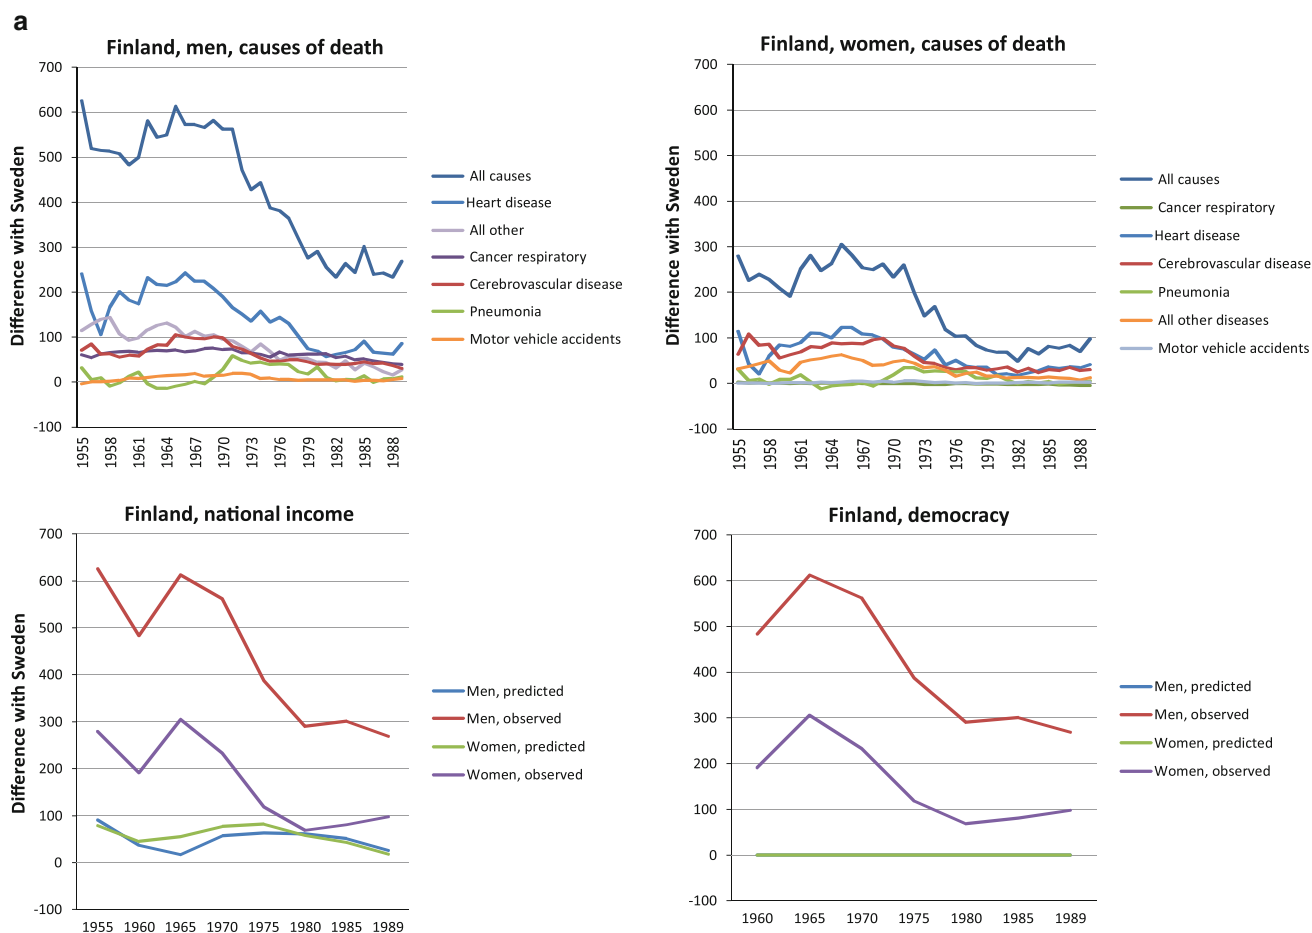 a
Finland, men, causes of death
Difference with Sweden
700
600
500
400
300
200
100
0
-100
1955
1958
1961
1964
1967
1970
1973
1976
1979
1982
1985
1988
All causes
Heart disease
All other
Cancer respiratory
Cerebrovascular disease
Pneumonia
Motor vehicle accidents
Finland, women, causes of death
Difference with Sweden
700
600
500
400
300
200
100
0
-100
1955
1958
1961
1964
1967
1970
1973
1976
1979
1982
1985
1988
All causes
Cancer respiratory
Heart disease
Cerebrovascular disease
Pneumonia
All other diseases
Motor vehicle accidents
Finland, national income
Difference with Sweden
700
600
500
400
300
200
100
0
-100
1955 1960 1965 1970 1975 1980 1985 1989
Men, predicted
Men, observed
Women, predicted
Women, observed
Finland, democracy
700
600
500
400
300
200
100
0
-100
1960 1965 1970 1975 1980 1985 1989
Men, predicted
Men, observed
Women, predicted
Women, observed